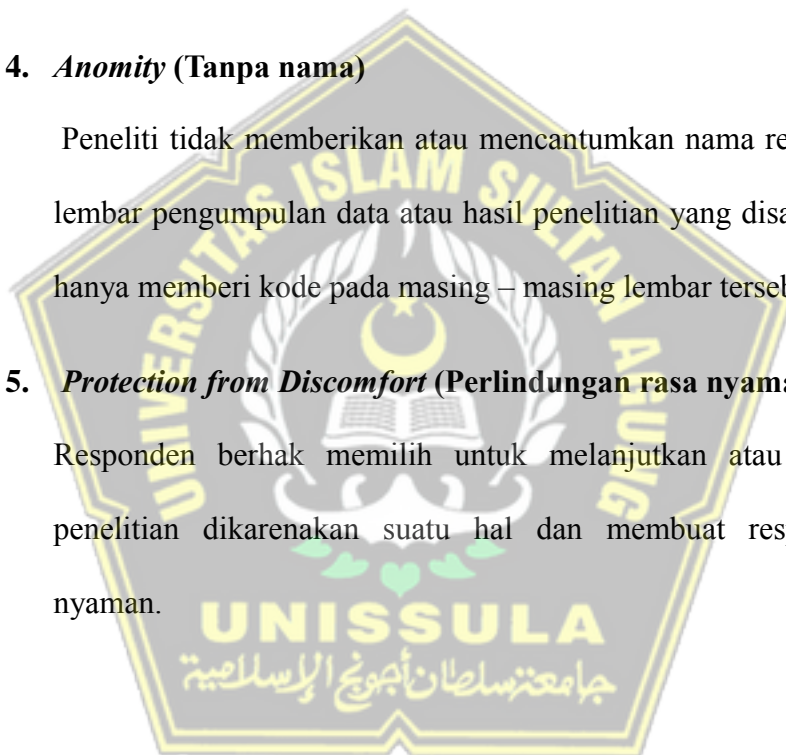 4. Anomity (Tanpa nama)
Peneliti tidak memberikan atau mencantumkan nama re
lembar pengumpulan data atau hasil penelitian yang disa
hanya memberi kode pada masing – masing lembar terseb
5. Protection from Discomfort (Perlindungan rasa nyama
Responden berhak memilih untuk melanjutkan atau
penelitian dikarenakan suatu hal dan membuat res
nyaman.
UNIVERSITAS ISLAM SULTAN AGUNG
UNISSULA
جامعة سلطان أجونج الإسلامية